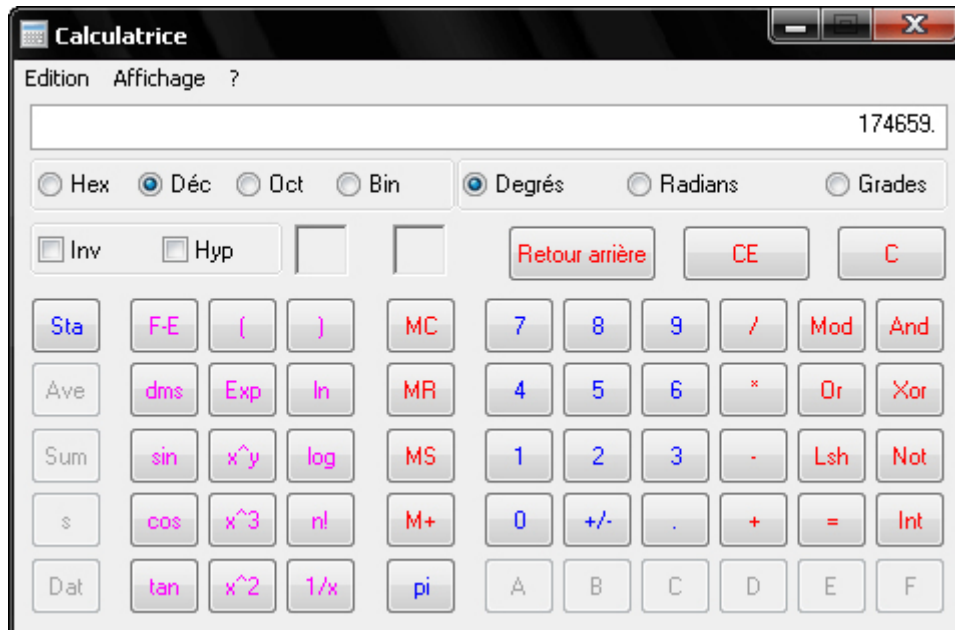 Calculatrice
Edition Affichage ?
174659.
Hex Déc Oct Bin Degrés Radians Grades
Inv Hyp Retour arrière CE C
Sta F-E ( ) MC 7 8 9 / Mod And
Ave dms Exp ln MR 4 5 6 * Or Xor
Sum sin x^y log MS 1 2 3 - Lsh Not
s cos x^3 n! M+ 0 +/- . + = Int
Dat tan x^2 1/x pi A B C D E F